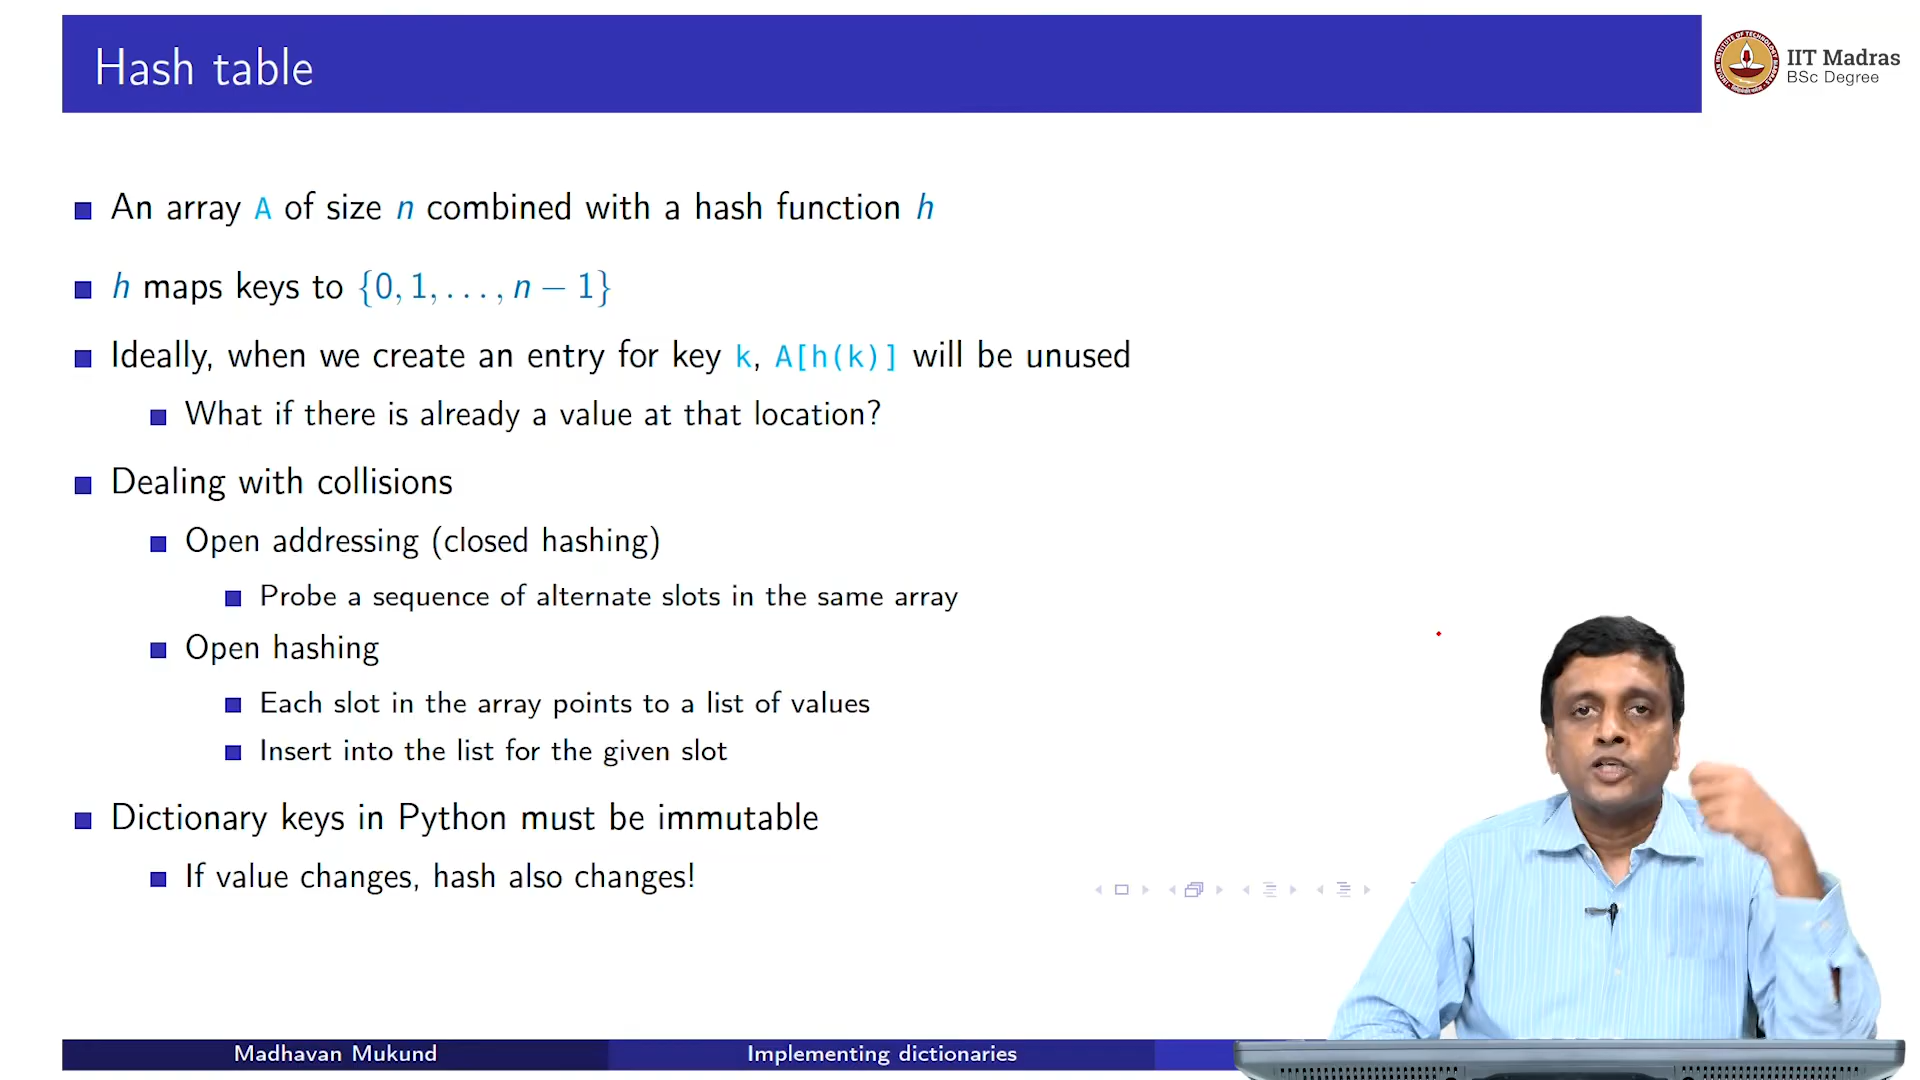 Hash table
IIT Madras
BSc Degree
An array A of size n combined with a hash function h
h maps keys to {0, 1, . . . , n − 1}
Ideally, when we create an entry for key k, A[h(k)] will be unused
What if there is already a value at that location?
Dealing with collisions
Open addressing (closed hashing)
Probe a sequence of alternate slots in the same array
Open hashing
Each slot in the array points to a list of values
Insert into the list for the given slot
Dictionary keys in Python must be immutable
If value changes, hash also changes!
Madhavan Mukund
Implementing dictionaries